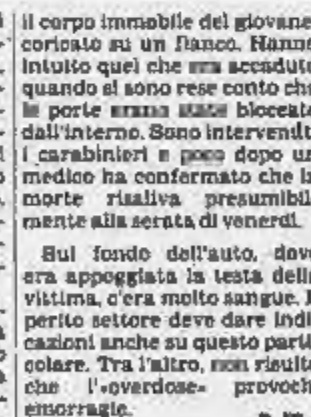 il corpo immobile del giovane
coricato su un fianco. Hanno
intuito quel che era accaduto
quando si sono rese conto che
le porte erano state bloccate
dall'interno. Sono intervenuti
i carabinieri e poco dopo un
medico ha confermato che la
morte risaliva presumibil-
mente alla serata di venerdì.
Sul fondo dell'auto, dove
era appoggiata la testa della
vittima, c'era molto sangue. Il
perito settore deve dare indi-
cazioni anche su questo parti-
colare. Tra l'altro, non risulta
che l'«overdose» provochi
emorragie.